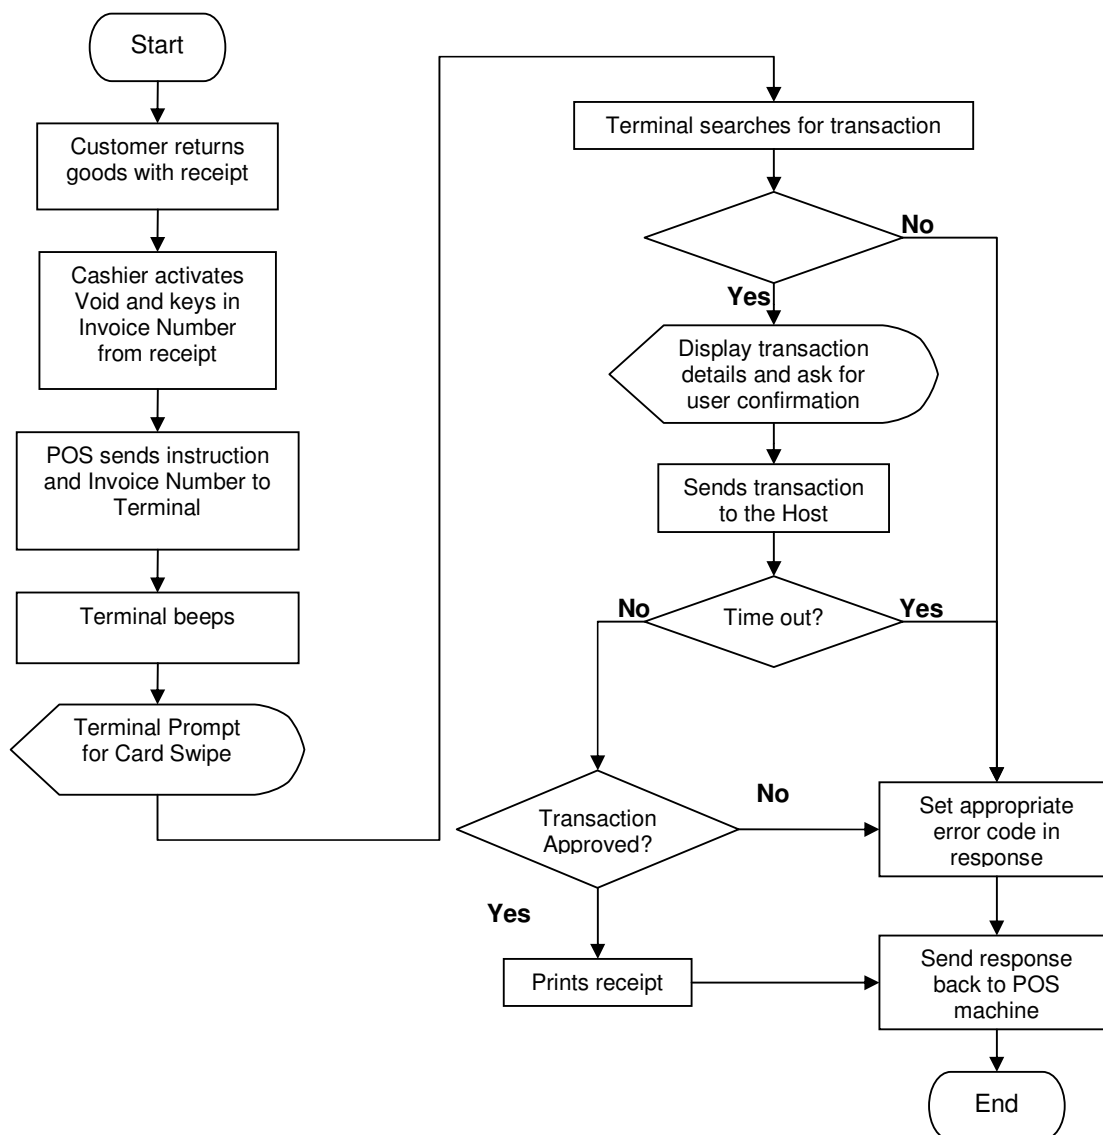 Start
Customer returns
goods with receipt
Cashier activates
Void and keys in
Invoice Number
from receipt
POS sends instruction
and Invoice Number to
Terminal
Terminal beeps
Terminal Prompt
for Card Swipe
Terminal searches for transaction
No
Yes
Display transaction
details and ask for
user confirmation
Sends transaction
to the Host
No
Time out?
Yes
Transaction
Approved?
No
Yes
Set appropriate
error code in
response
Prints receipt
Send response
back to POS
machine
End